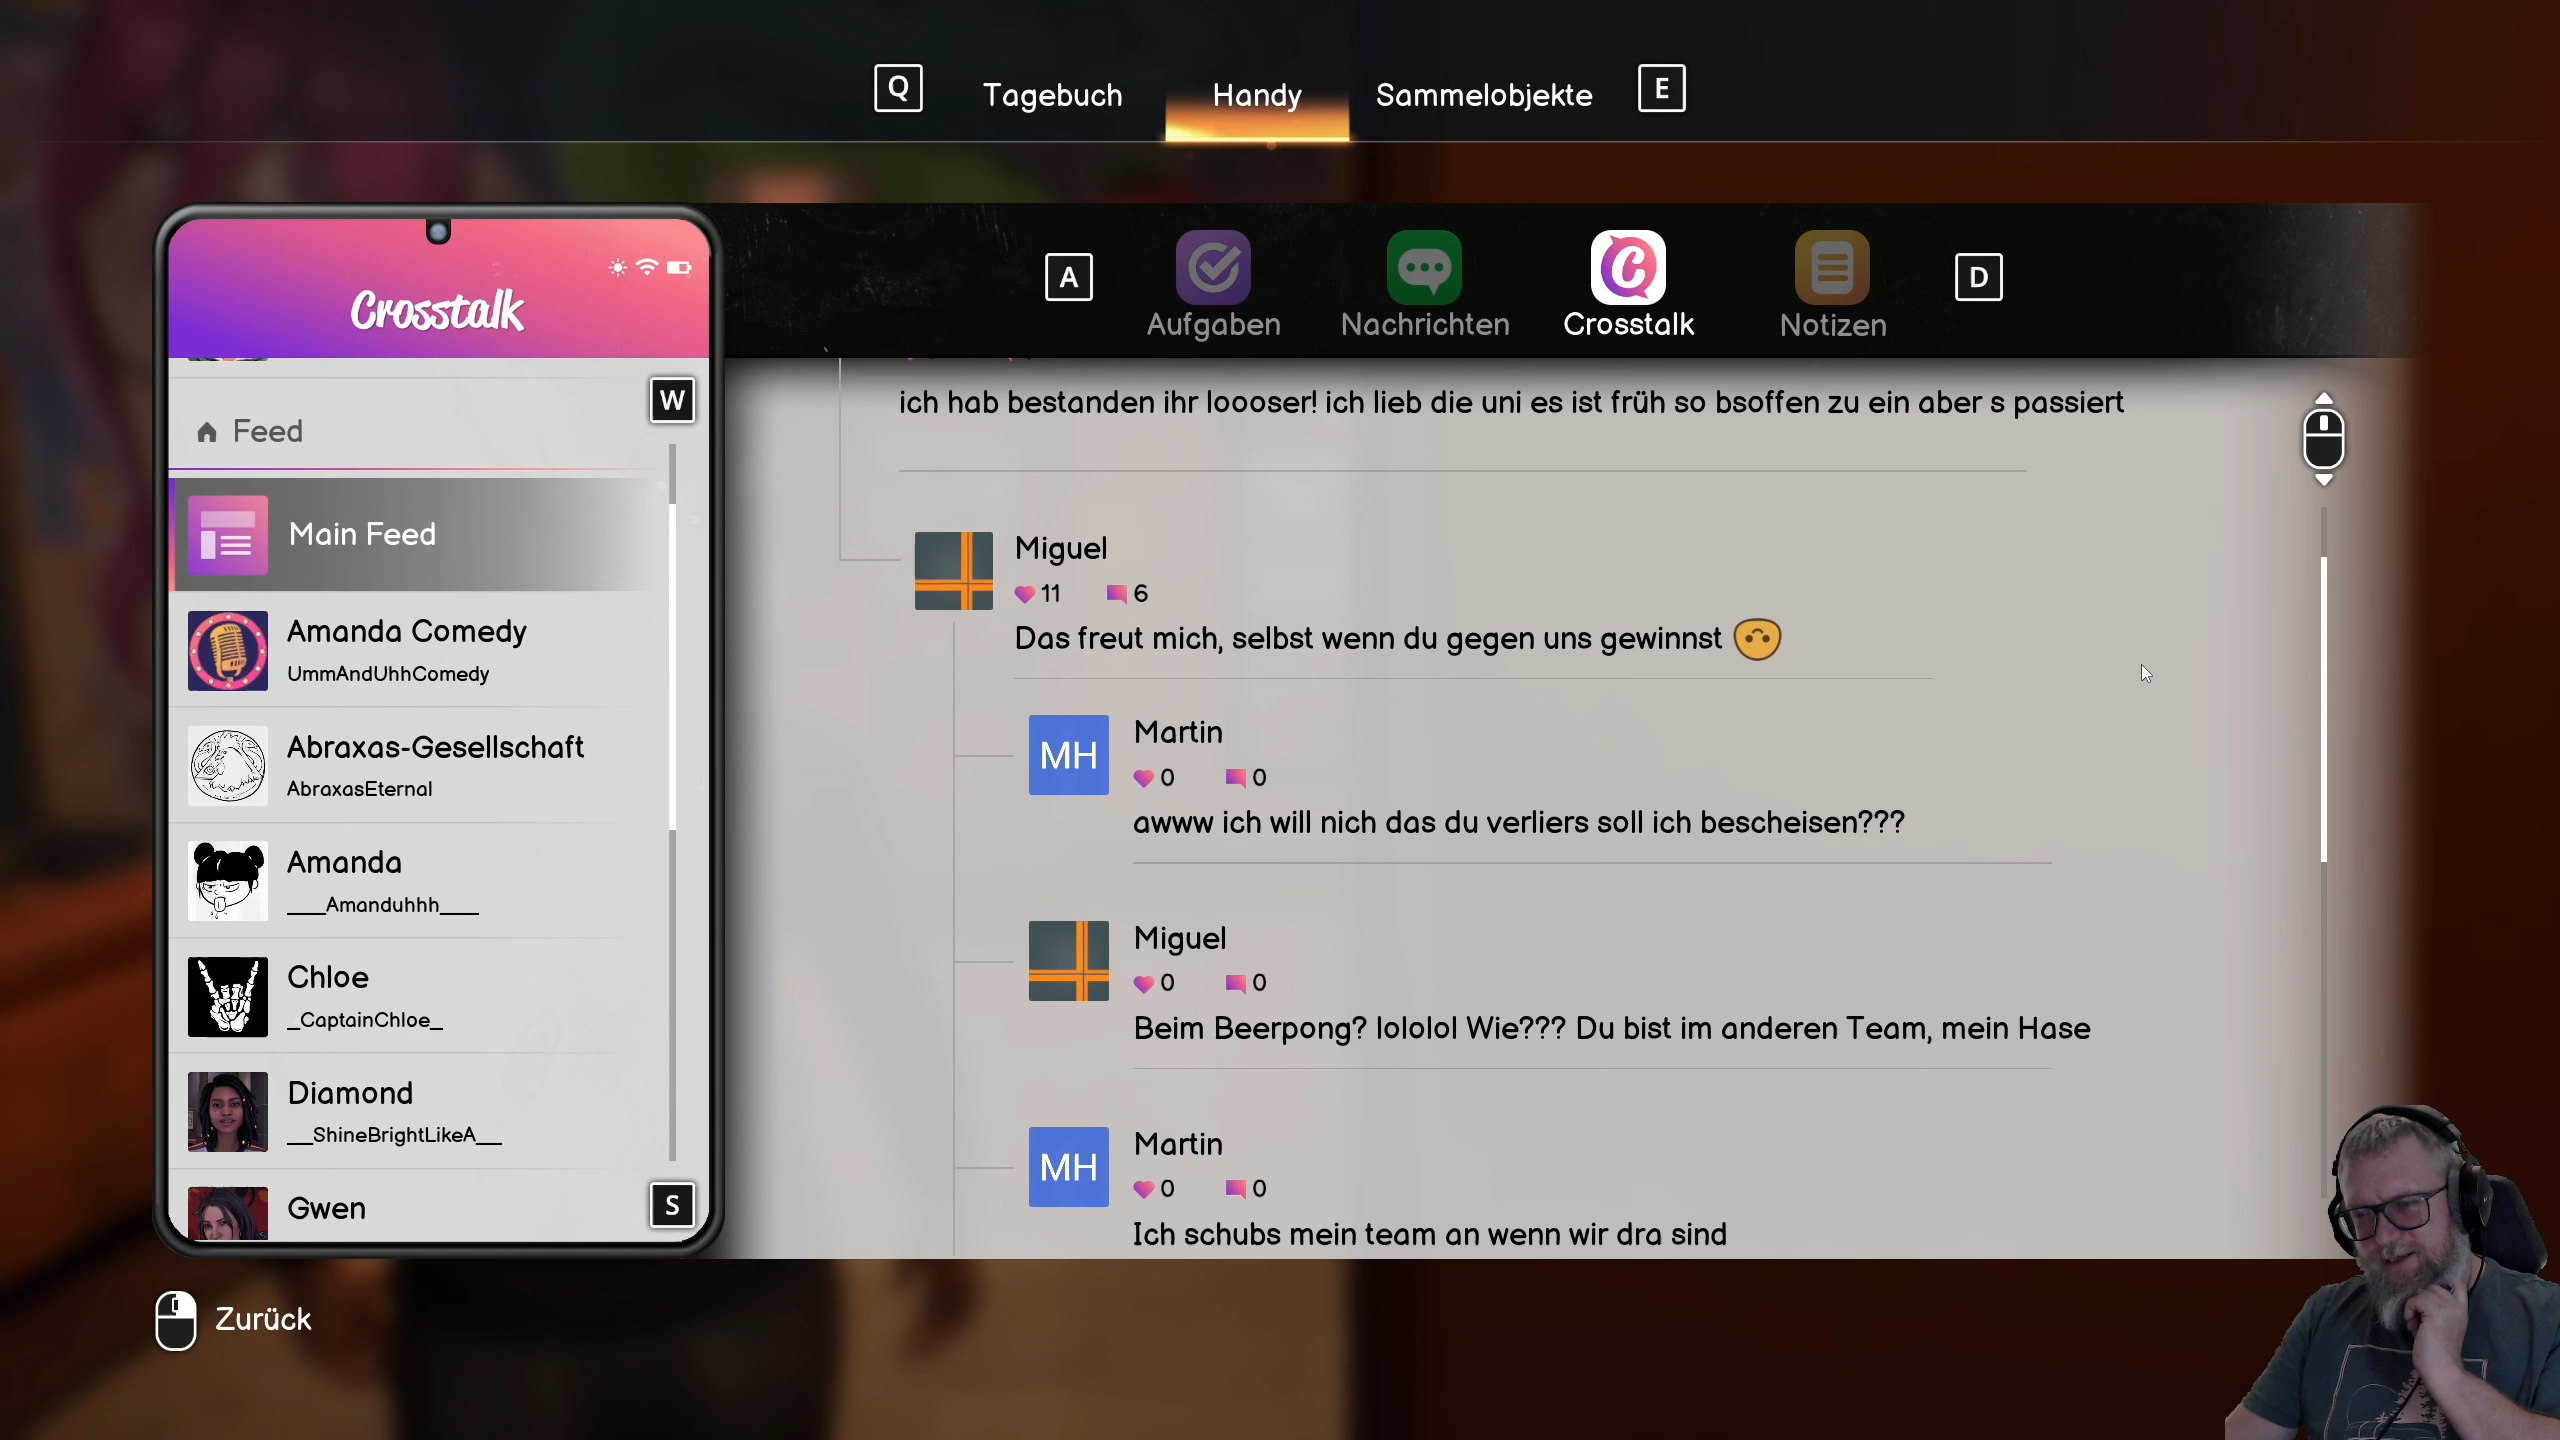 Q
Tagebuch
Handy
Sammelobjekte
E
Crosstalk
A
Aufgaben
Nachrichten
Crosstalk
Notizen
D
W
Feed
Main Feed
Amanda Comedy
UmmAndUhhComedy
Abraxas-Gesellschaft
AbraxasEternal
Amanda
___Amanduhhh___
Chloe
_CaptainChloe_
Diamond
__ShineBrightLikeA__
Gwen
S
ich hab bestanden ihr loooser! ich lieb die uni es ist früh so bsoffen zu ein aber s passiert
Miguel
11 6
Das freut mich, selbst wenn du gegen uns gewinnst
MH
Martin
0 0
awww ich will nich das du verliers soll ich bescheisen???
Miguel
0 0
Beim Beerpong? lololol Wie??? Du bist im anderen Team, mein Hase
MH
Martin
0 0
Ich schubs mein team an wenn wir dra sind
Zurück